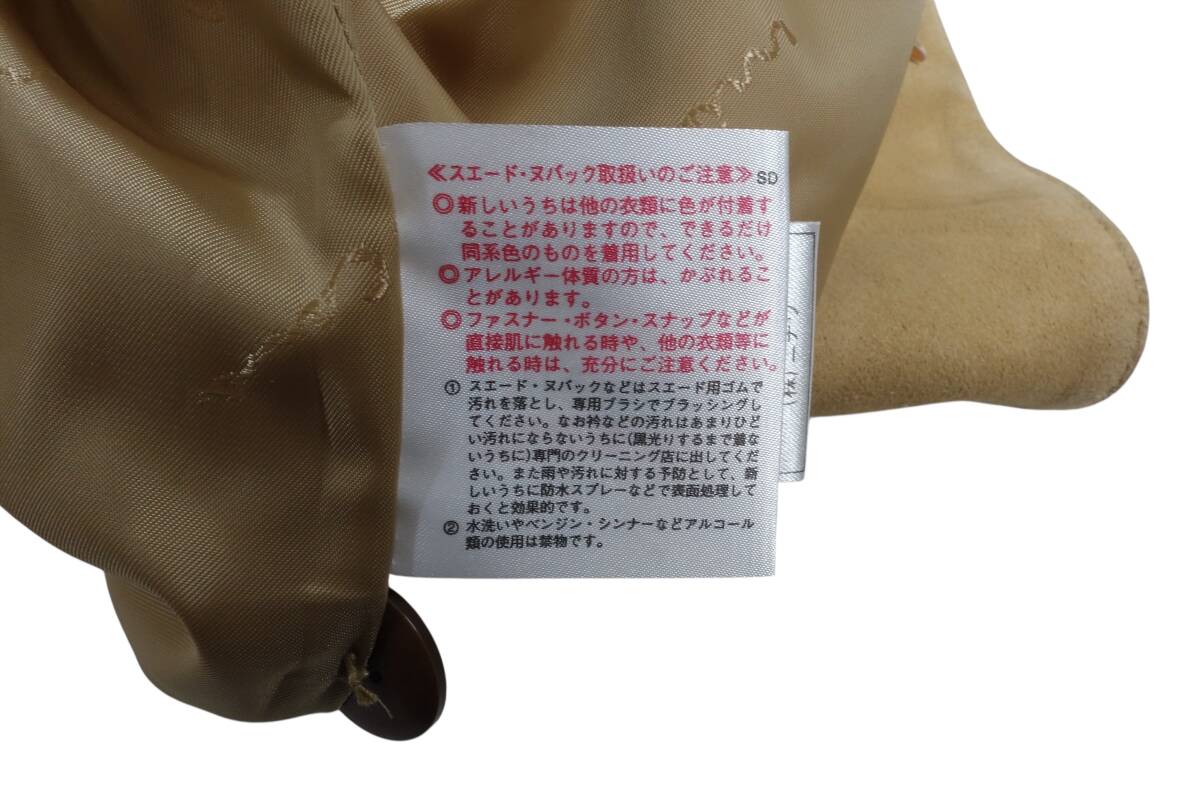 ≪スエード・ヌバック取扱いのご注意≫ SD
◎新しいうちは他の衣類に色が付着す
ることがありますので、できるだけ
同系色のものを着用してください。
◎アレルギー体質の方は、かぶれるこ
とがあります。
◎ファスナー・ボタン・スナップなどが
直接肌に触れる時や、他の衣類等に
触れる時は、充分にご注意ください。
① スエード・ヌバックなどはスエード用ゴムで
汚れを落とし、専用ブラシでブラッシングし
てください。なお衿などの汚れはあまりひど
い汚れにならないうちに(黒光りするまで着な
いうちに)専門のクリーニング店に出してくだ
さい。また雨や汚れに対する予防として、新
しいうちに防水スプレーなどで表面処理して
おくと効果的です。
② 水洗いやベンジン・シンナーなどアルコール
類の使用は禁物です。